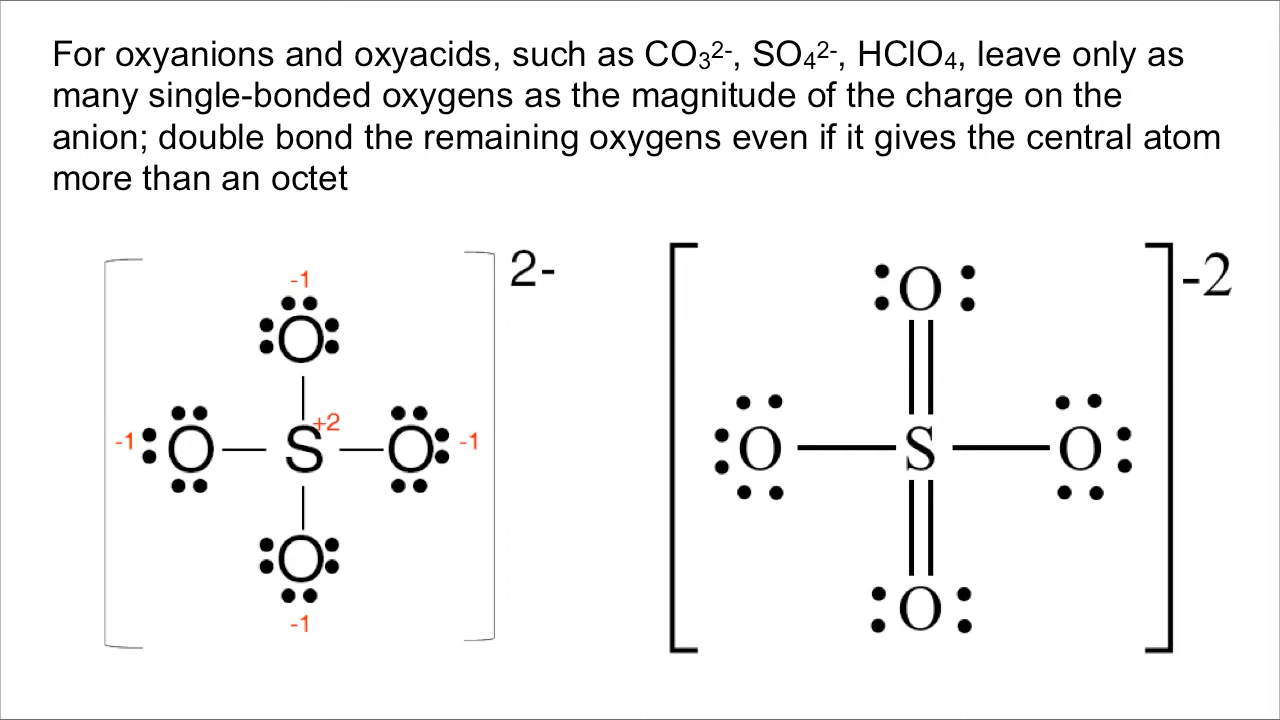 For oxyanions and oxyacids, such as CO₃²⁻, SO₄²⁻, HClO₄, leave only as
many single-bonded oxygens as the magnitude of the charge on the
anion; double bond the remaining oxygens even if it gives the central atom
more than an octet
2-
-1
O
-1 O S +2 O -1
O
-1
-2
O
O S O
O